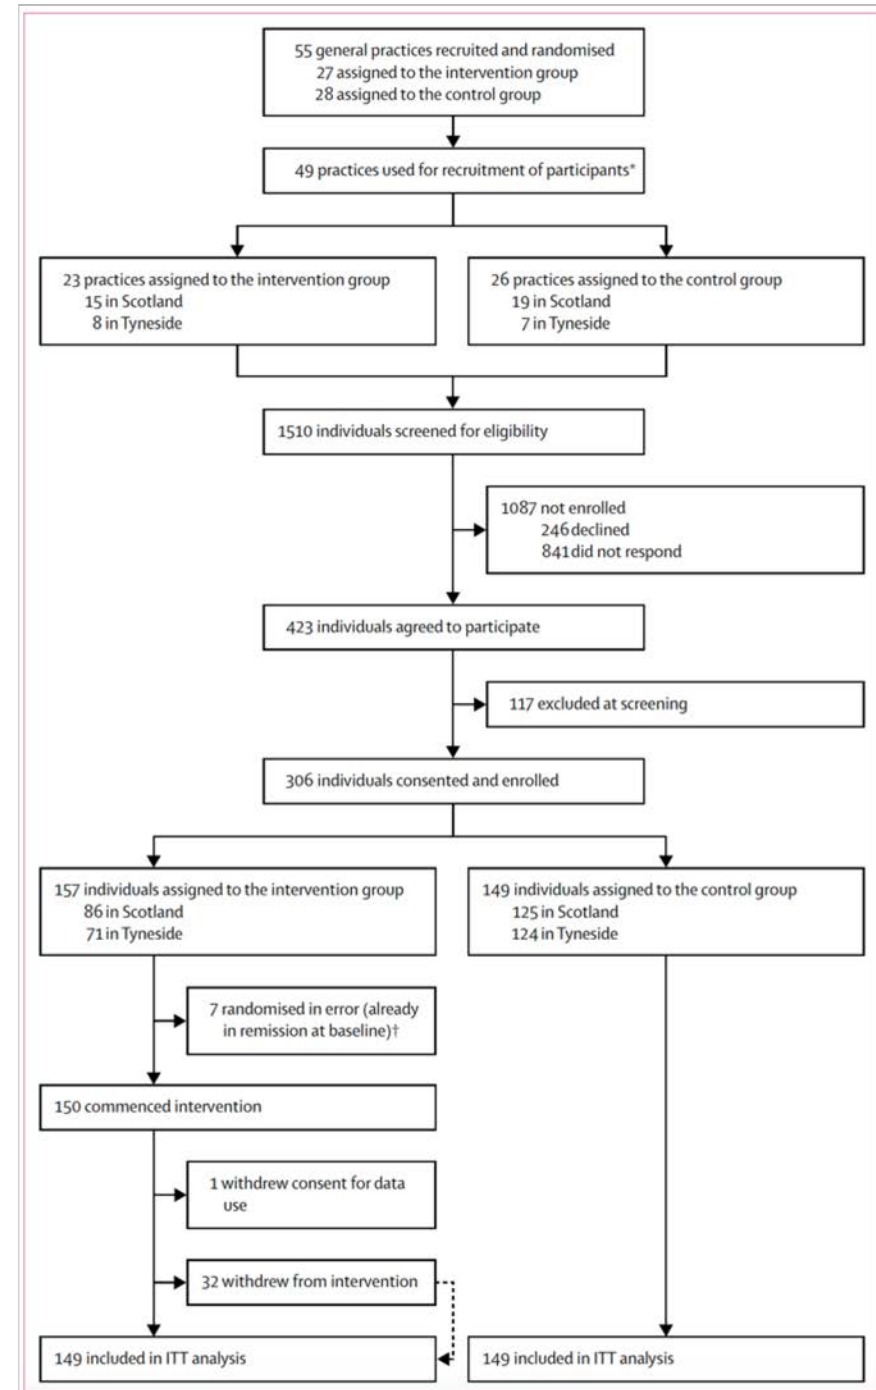 55 general practices recruited and randomised
27 assigned to the intervention group
28 assigned to the control group
49 practices used for recruitment of participants*
23 practices assigned to the intervention group
15 in Scotland
8 in Tyneside
26 practices assigned to the control group
19 in Scotland
7 in Tyneside
1510 individuals screened for eligibility
1087 not enrolled
246 declined
841 did not respond
423 individuals agreed to participate
117 excluded at screening
306 individuals consented and enrolled
157 individuals assigned to the intervention group
86 in Scotland
71 in Tyneside
149 individuals assigned to the control group
125 in Scotland
124 in Tyneside
7 randomised in error (already
in remission at baseline)†
150 commenced intervention
1 withdrew consent for data
use
32 withdrew from intervention
149 included in ITT analysis
149 included in ITT analysis